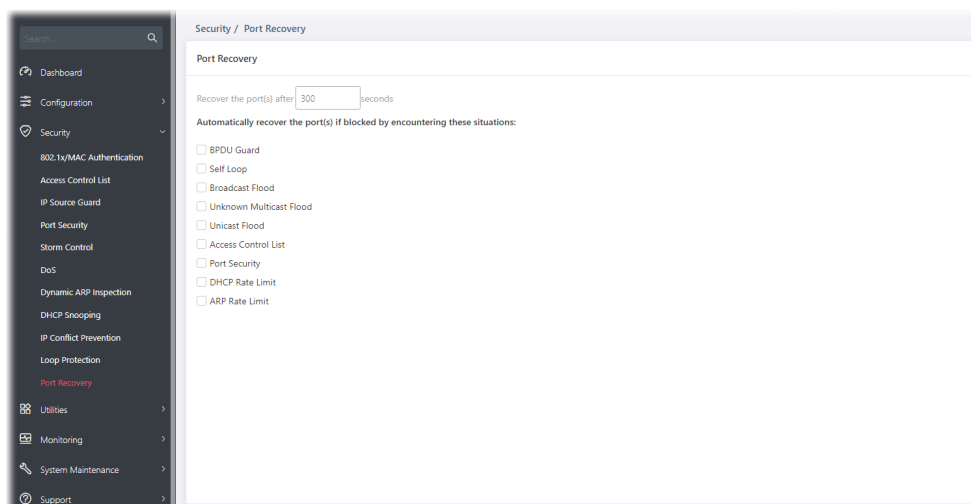 Search...
Dashboard
Configuration
Security
802.1x/MAC Authentication
Access Control List
IP Source Guard
Port Security
Storm Control
DoS
Dynamic ARP Inspection
DHCP Snooping
IP Conflict Prevention
Loop Protection
Port Recovery
Utilities
Monitoring
System Maintenance
Support
Security / Port Recovery
Port Recovery
Recover the port(s) after 300 seconds
Automatically recover the port(s) if blocked by encountering these situations:
BPDU Guard
Self Loop
Broadcast Flood
Unknown Multicast Flood
Unicast Flood
Access Control List
Port Security
DHCP Rate Limit
ARP Rate Limit